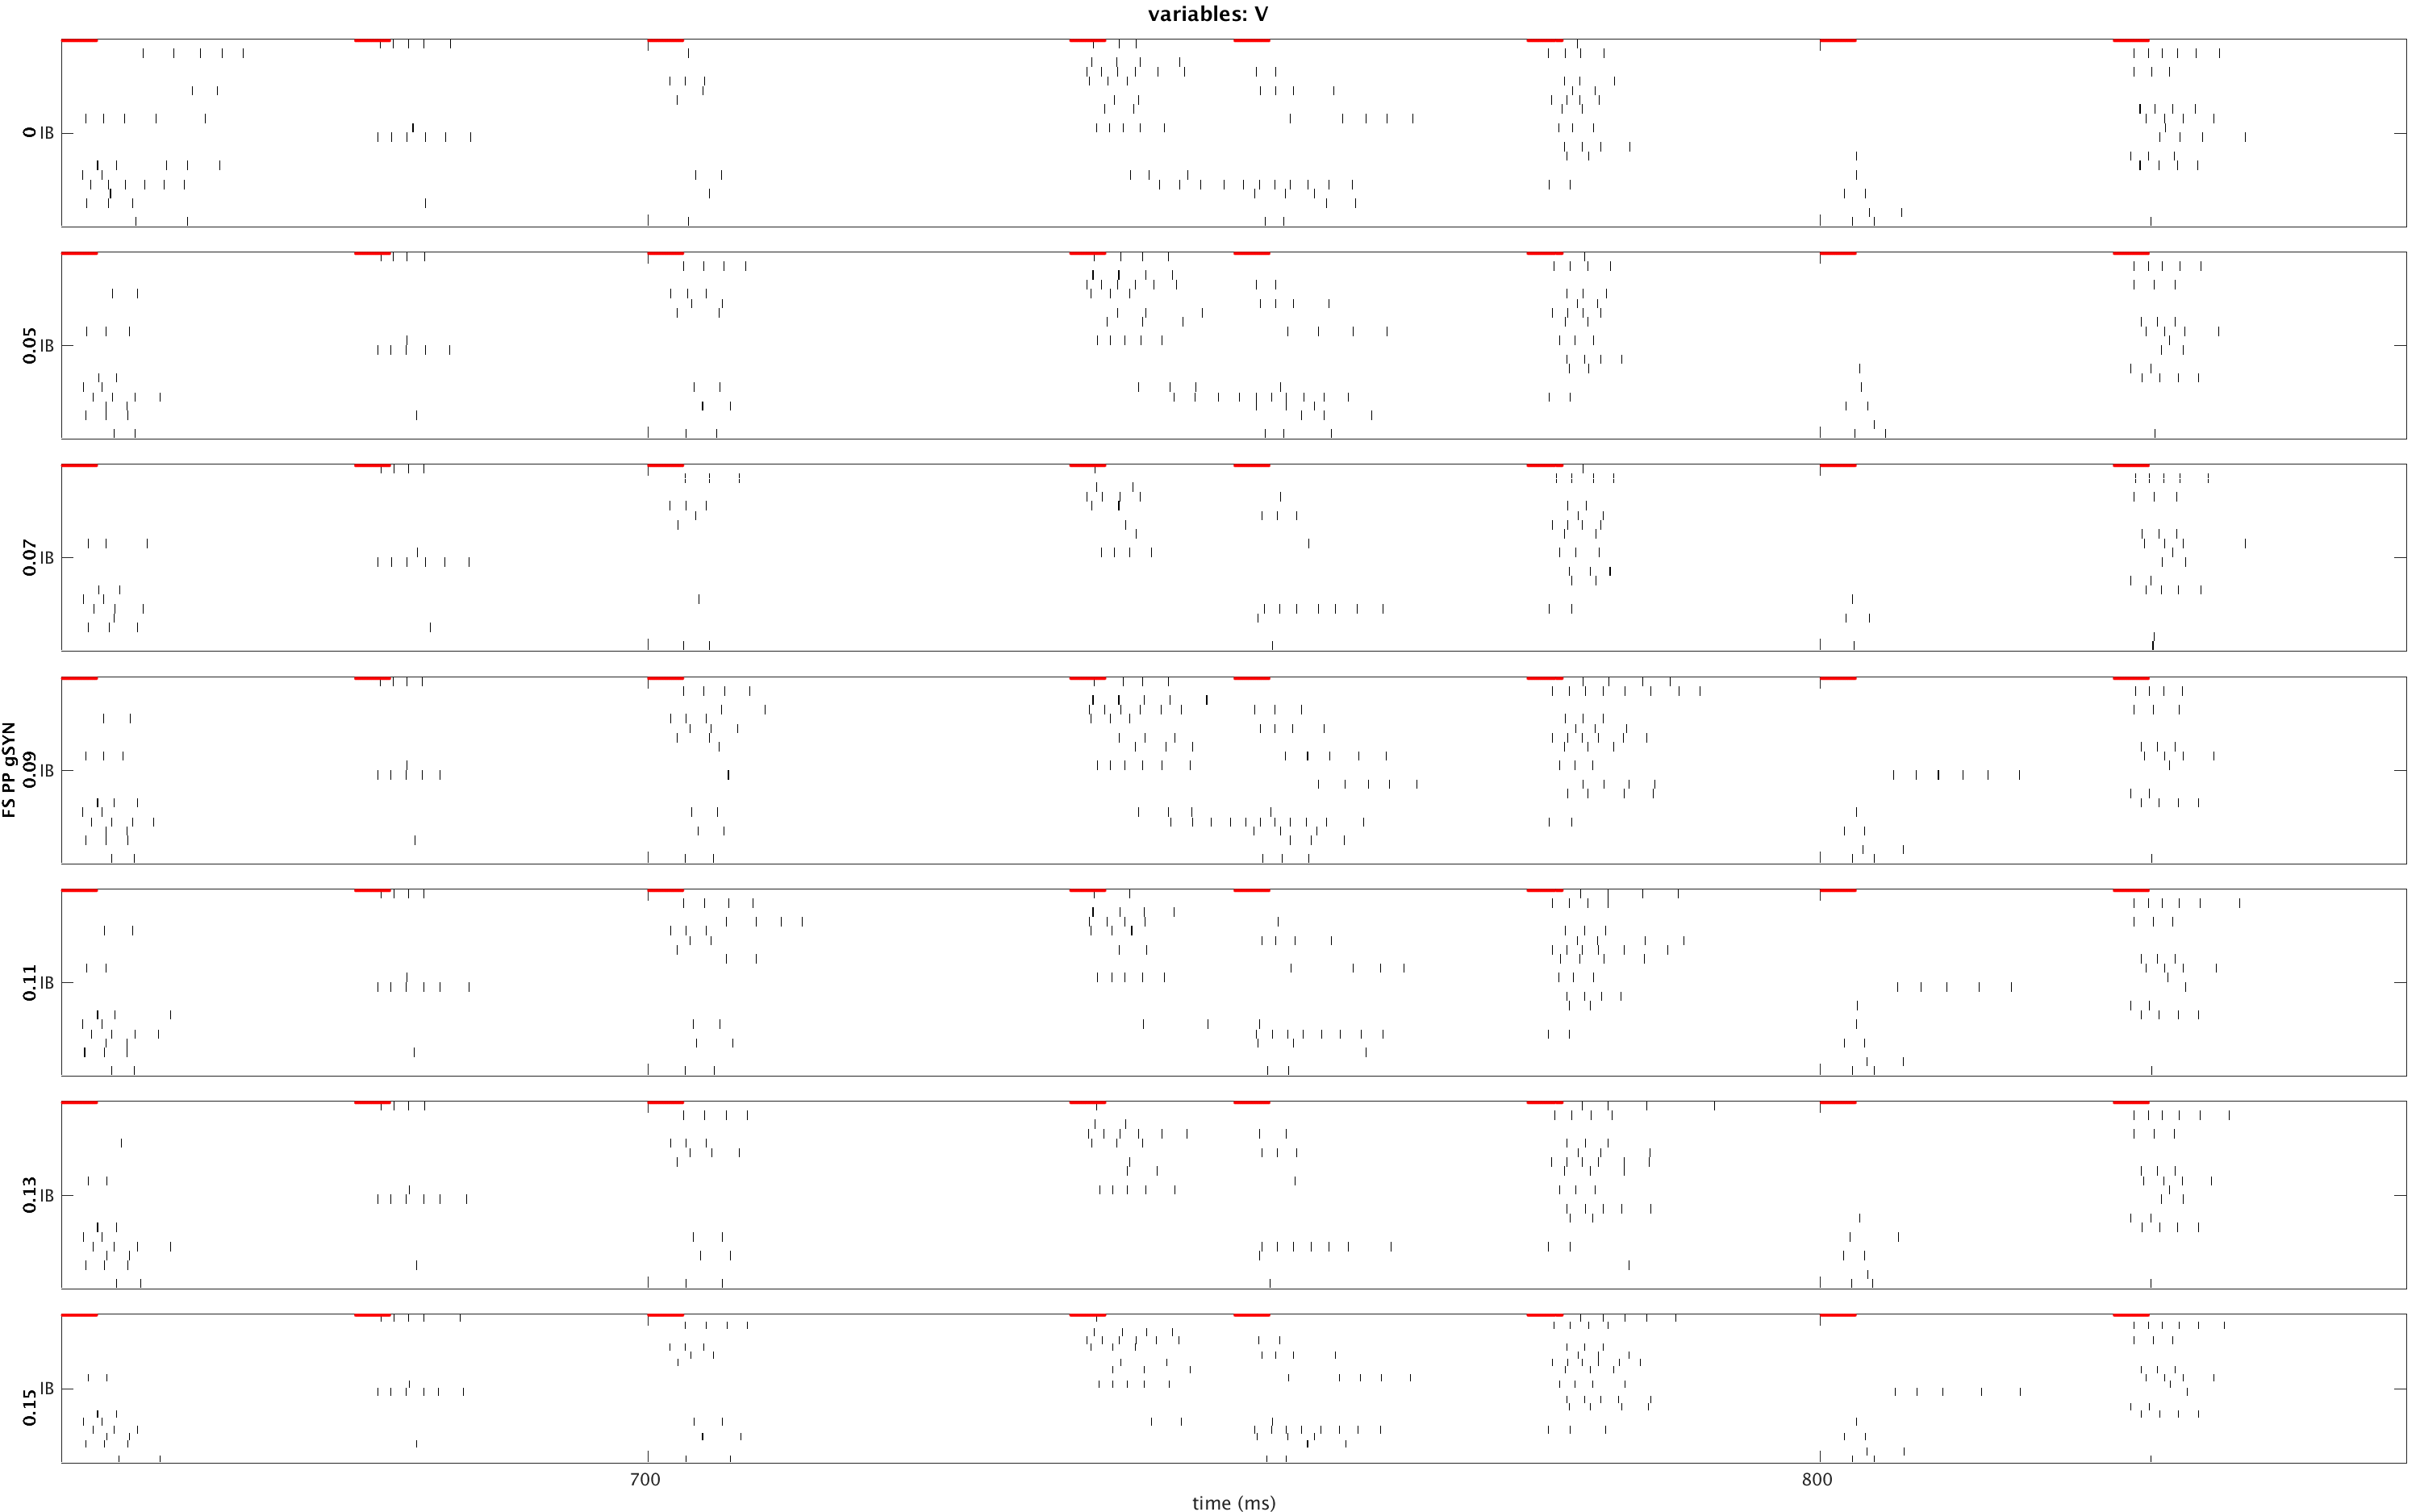 variables: V
FS PP gSYN
0 IB
0.05 IB
0.07 IB
0.09 IB
0.11 IB
0.13 IB
0.15 IB
700 800
time (ms)